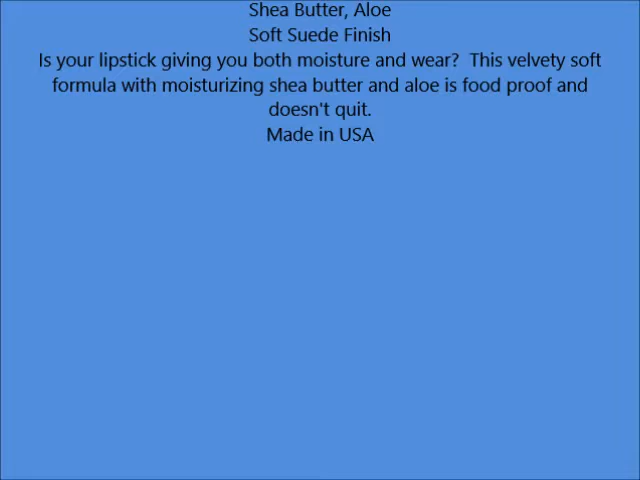 Shea Butter, Aloe
Soft Suede Finish
Is your lipstick giving you both moisture and wear?  This velvety soft
formula with moisturizing shea butter and aloe is food proof and
doesn't quit.
Made in USA